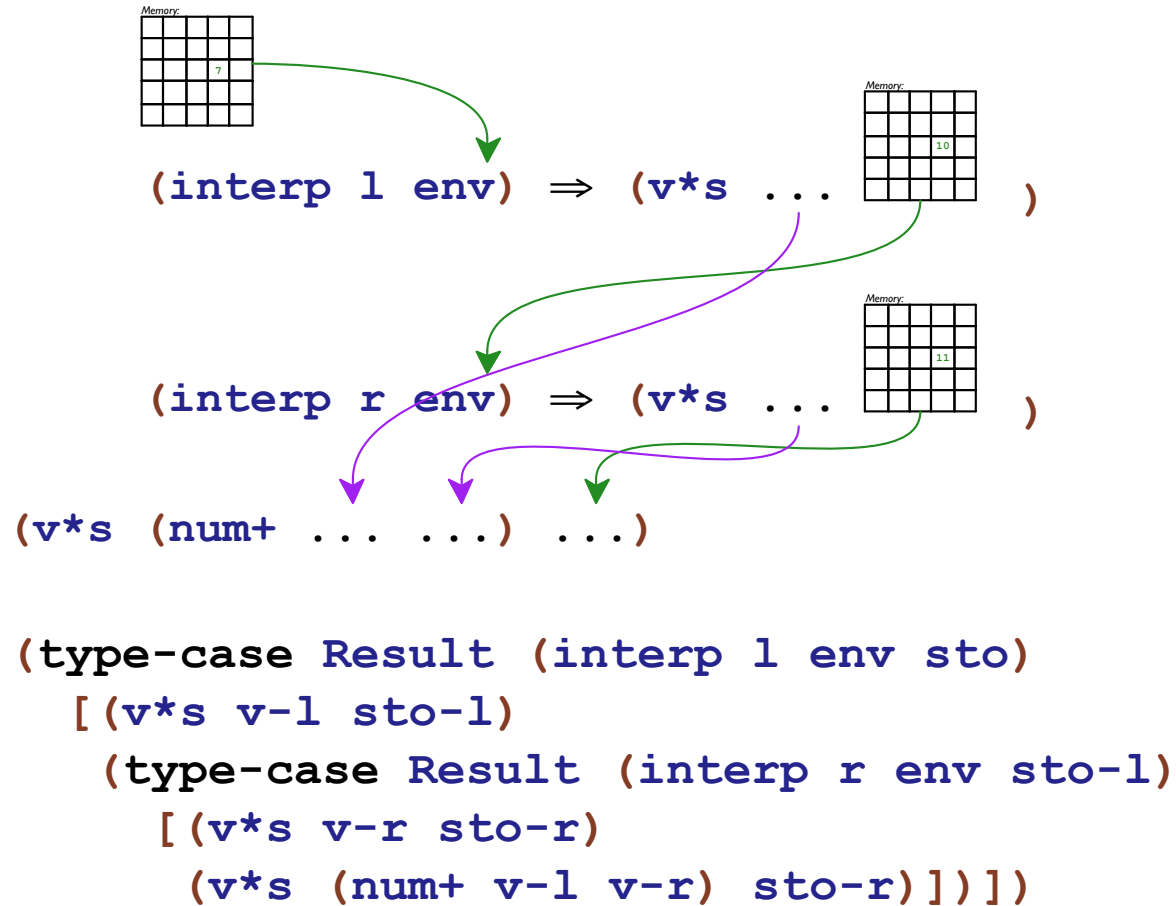 Memory:
7
Memory:
10
(interp l env) ⇒ (v*s ... )
Memory:
11
(interp r env) ⇒ (v*s ... )
(v*s (num+ ... ...) ...)
(type-case Result (interp l env sto)
[(v*s v-l sto-l)
(type-case Result (interp r env sto-l)
[(v*s v-r sto-r)
(v*s (num+ v-l v-r) sto-r)])])